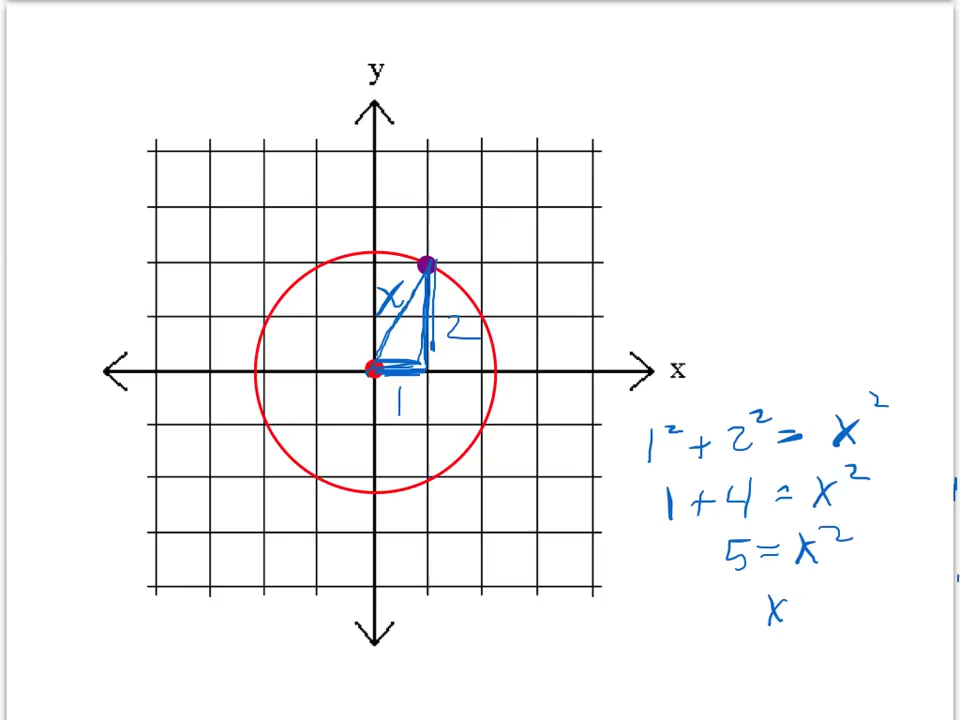 y
x
2
x
1
1² + 2² = x²
1 + 4 = x²
5 = x²
x